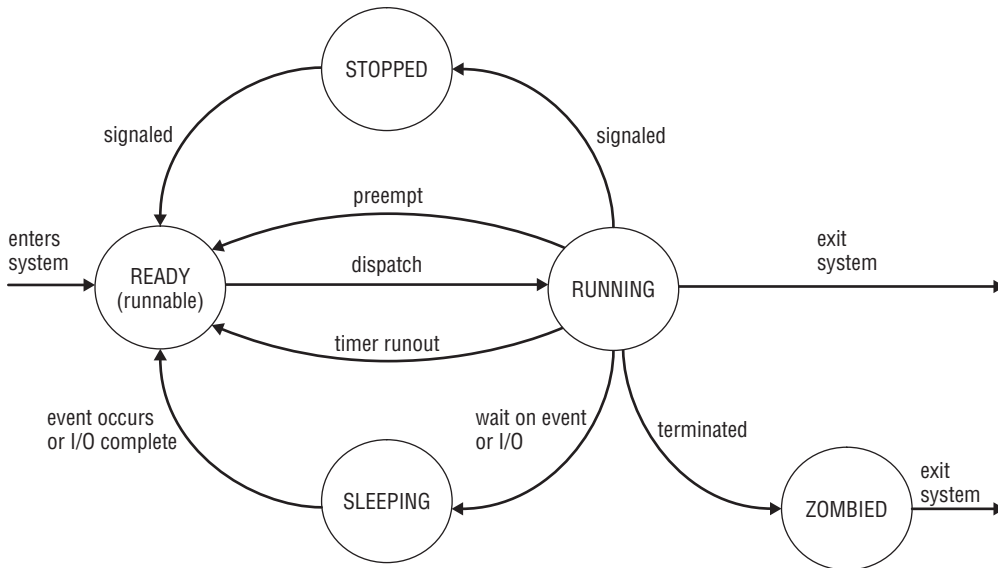 STOPPED
signaled
signaled
preempt
enters
system
READY
(runnable)
dispatch
RUNNING
exit
system
timer runout
event occurs
or I/O complete
wait on event
or I/O
terminated
SLEEPING
ZOMBIED
exit
system